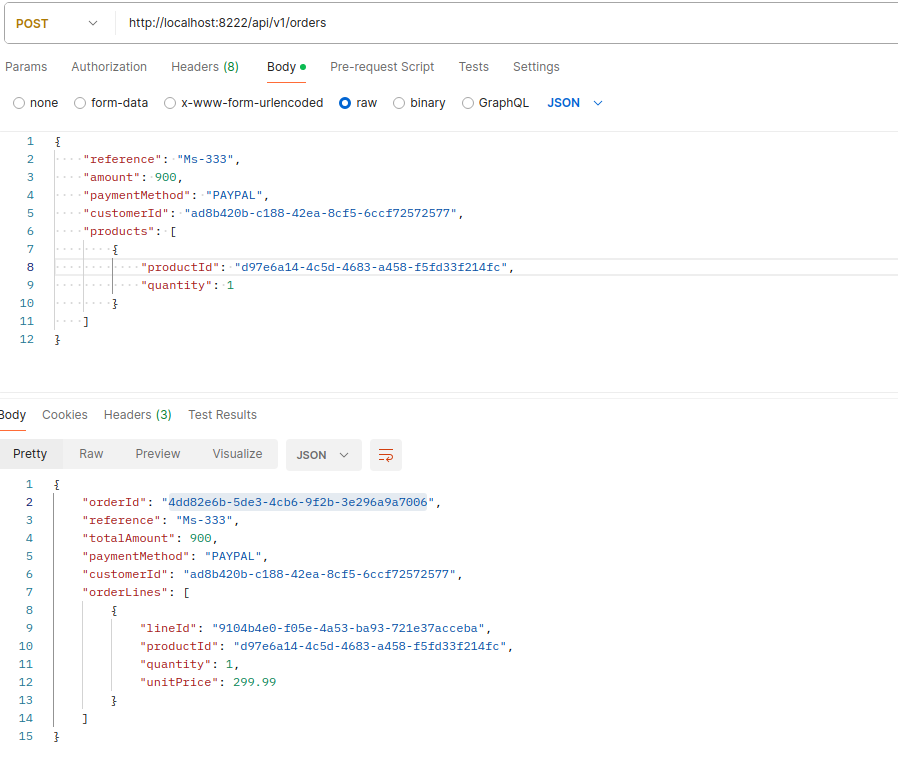 POST http://localhost:8222/api/v1/orders
Params Authorization Headers (8) Body Pre-request Script Tests Settings
none form-data x-www-form-urlencoded raw binary GraphQL JSON
1 {
2 "reference": "Ms-333",
3 "amount": 900,
4 "paymentMethod": "PAYPAL",
5 "customerId": "ad8b420b-c188-42ea-8cf5-6ccf72572577",
6 "products": [
7 {
8 "productId": "d97e6a14-4c5d-4683-a458-f5fd33f214fc",
9 "quantity": 1
10 }
11 ]
12 }
Body Cookies Headers (3) Test Results
Pretty Raw Preview Visualize JSON
1 {
2 "orderId": "4dd82e6b-5de3-4cb6-9f2b-3e296a9a7006",
3 "reference": "Ms-333",
4 "totalAmount": 900,
5 "paymentMethod": "PAYPAL",
6 "customerId": "ad8b420b-c188-42ea-8cf5-6ccf72572577",
7 "orderLines": [
8 {
9 "lineId": "9104b4e0-f05e-4a53-ba93-721e37acceba",
10 "productId": "d97e6a14-4c5d-4683-a458-f5fd33f214fc",
11 "quantity": 1,
12 "unitPrice": 299.99
13 }
14 ]
15 }